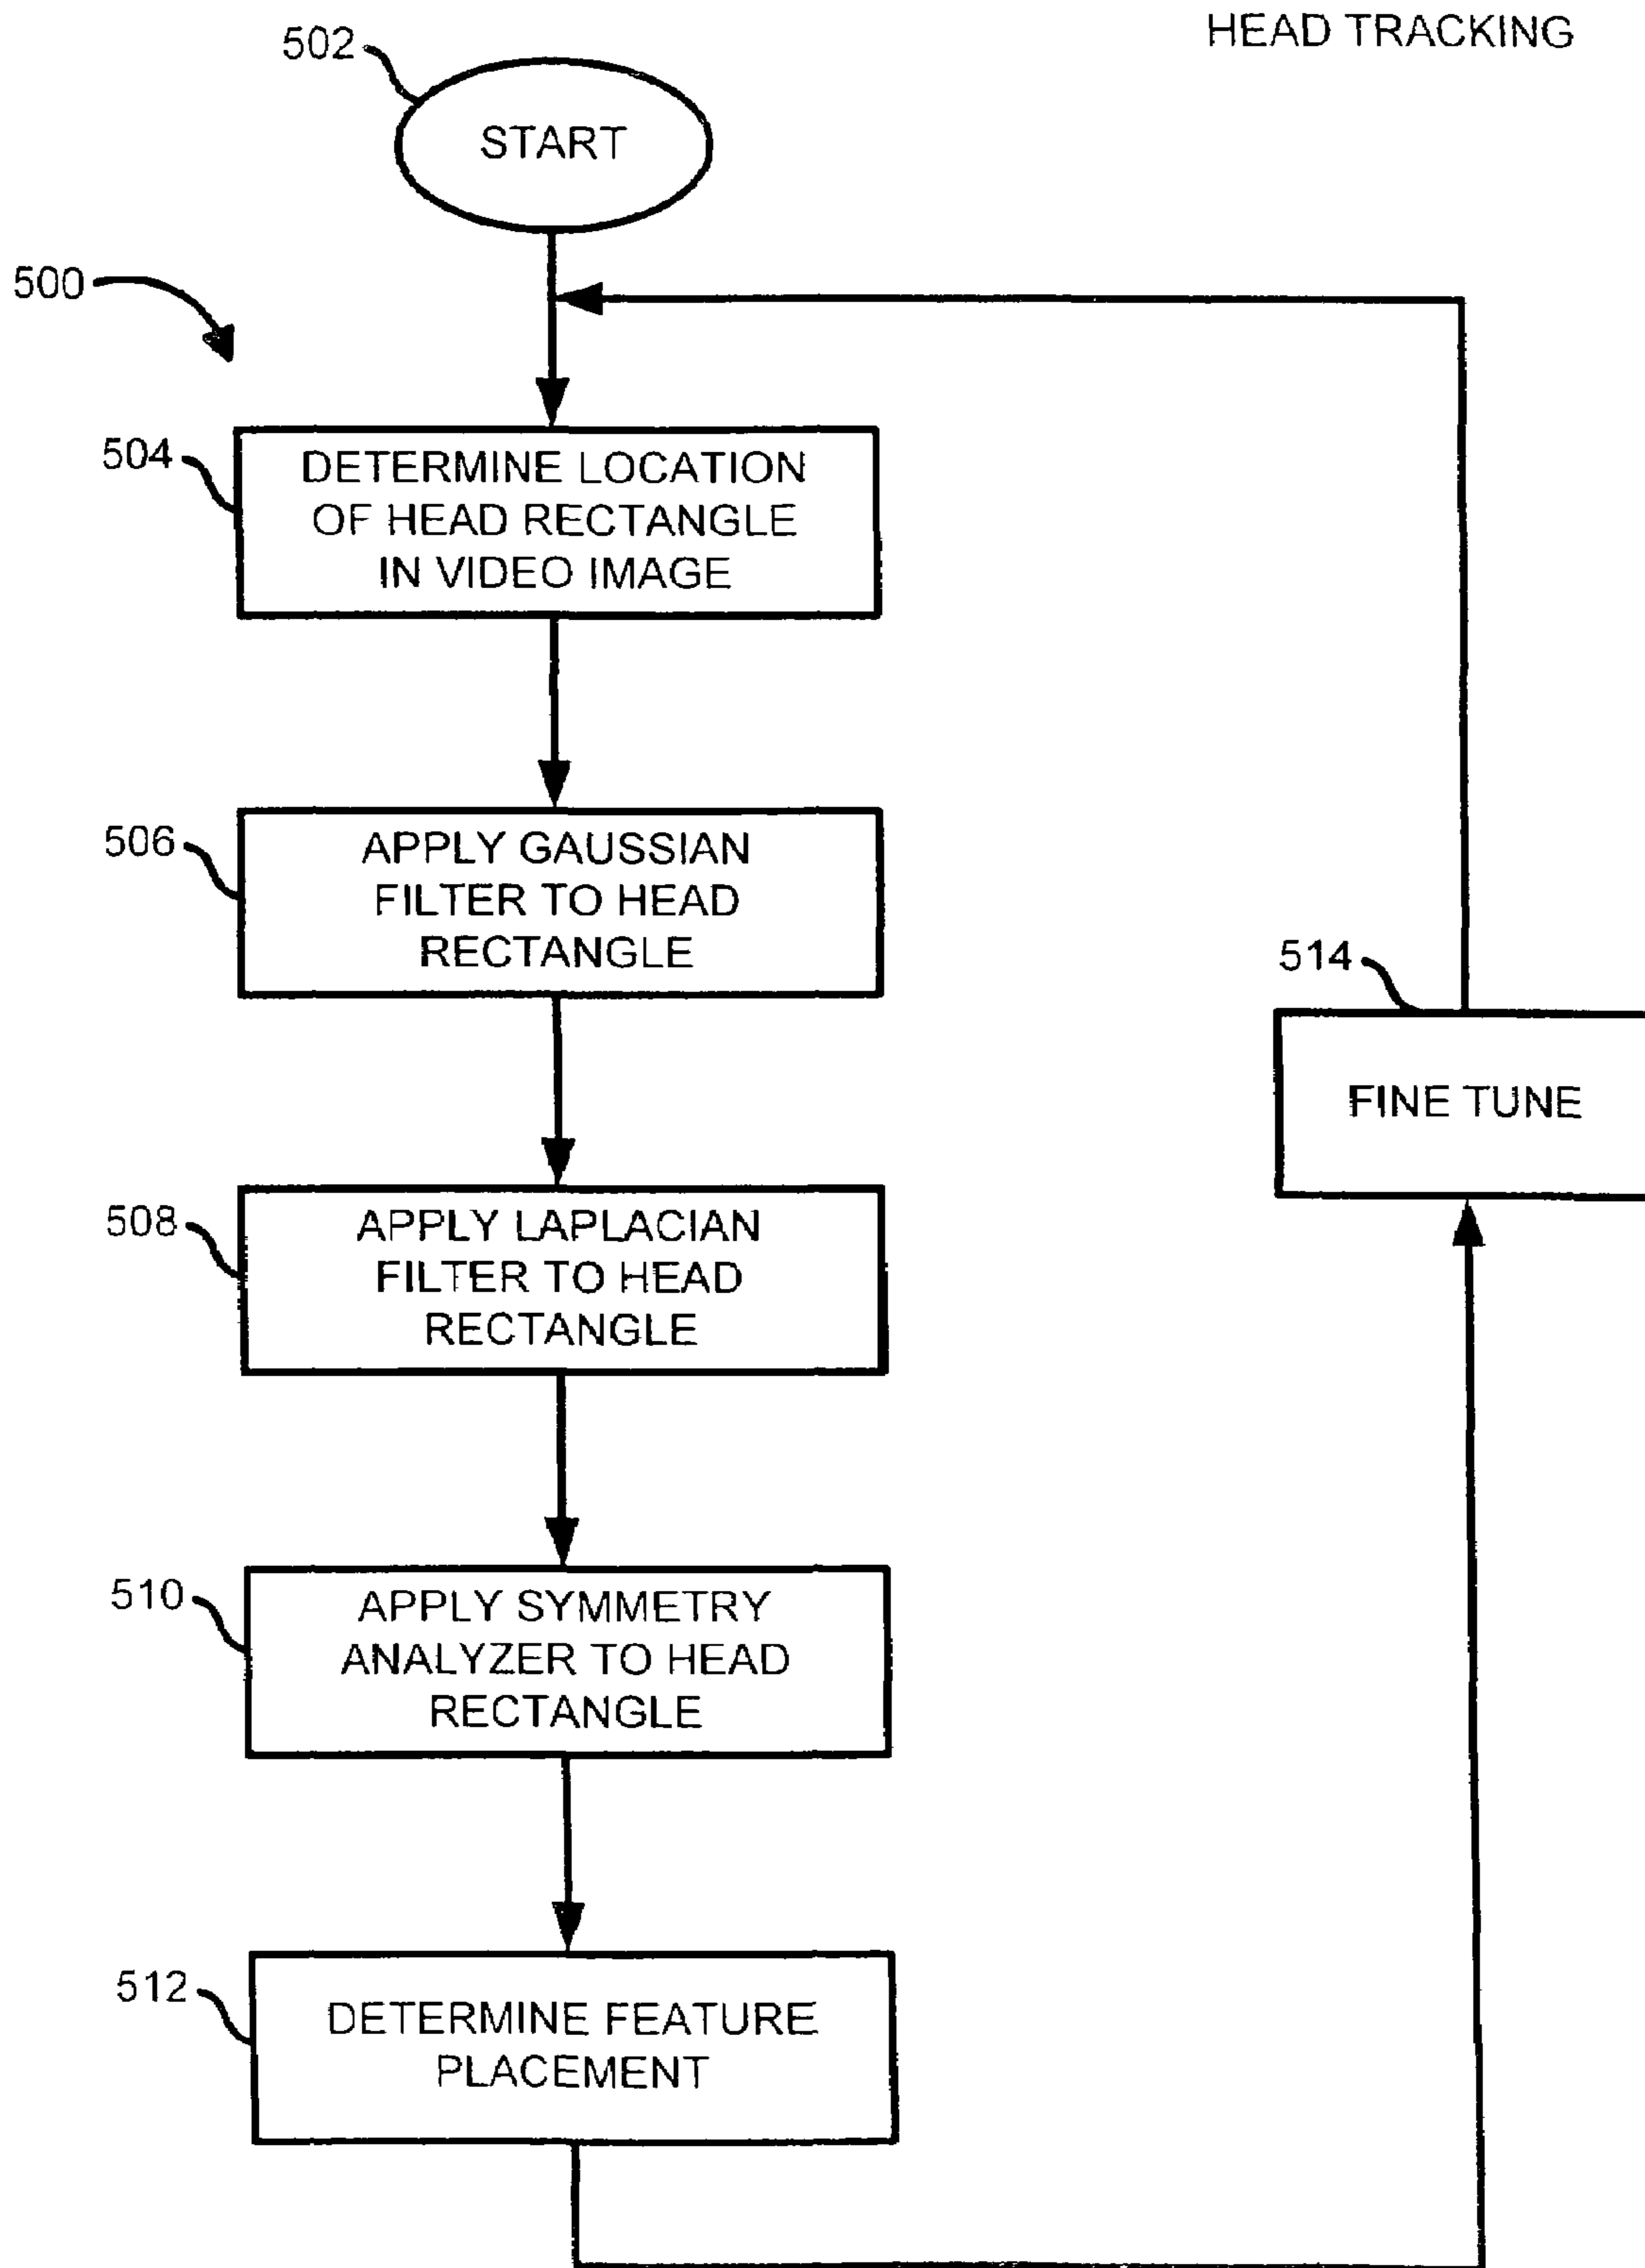 HEAD TRACKING
502
START
500
504
DETERMINE LOCATION
OF HEAD RECTANGLE
IN VIDEO IMAGE
506
APPLY GAUSSIAN
FILTER TO HEAD
RECTANGLE
514
FINE TUNE
508
APPLY LAPLACIAN
FILTER TO HEAD
RECTANGLE
510
APPLY SYMMETRY
ANALYZER TO HEAD
RECTANGLE
512
DETERMINE FEATURE
PLACEMENT